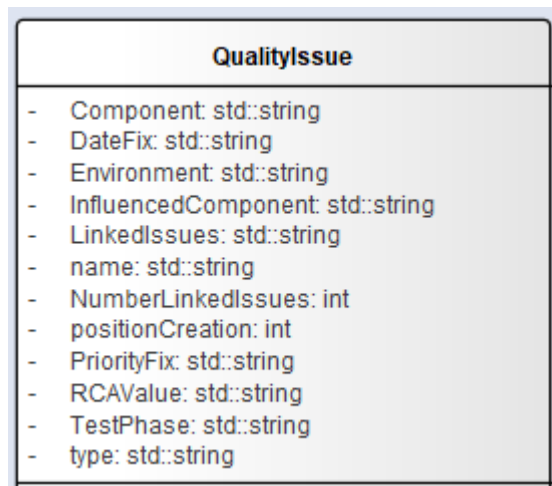 QualityIssue
- Component: std::string
- DateFix: std::string
- Environment: std::string
- InfluencedComponent: std::string
- LinkedIssues: std::string
- name: std::string
- NumberLinkedIssues: int
- positionCreation: int
- PriorityFix: std::string
- RCAValue: std::string
- TestPhase: std::string
- type: std::string